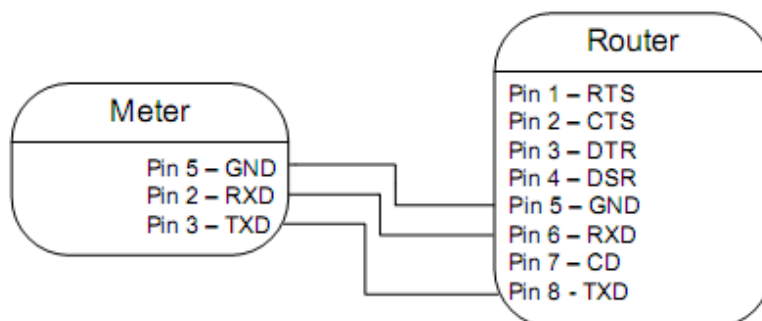 Meter
Pin 5 – GND
Pin 2 – RXD
Pin 3 – TXD
Router
Pin 1 – RTS
Pin 2 – CTS
Pin 3 – DTR
Pin 4 – DSR
Pin 5 – GND
Pin 6 – RXD
Pin 7 – CD
Pin 8 - TXD